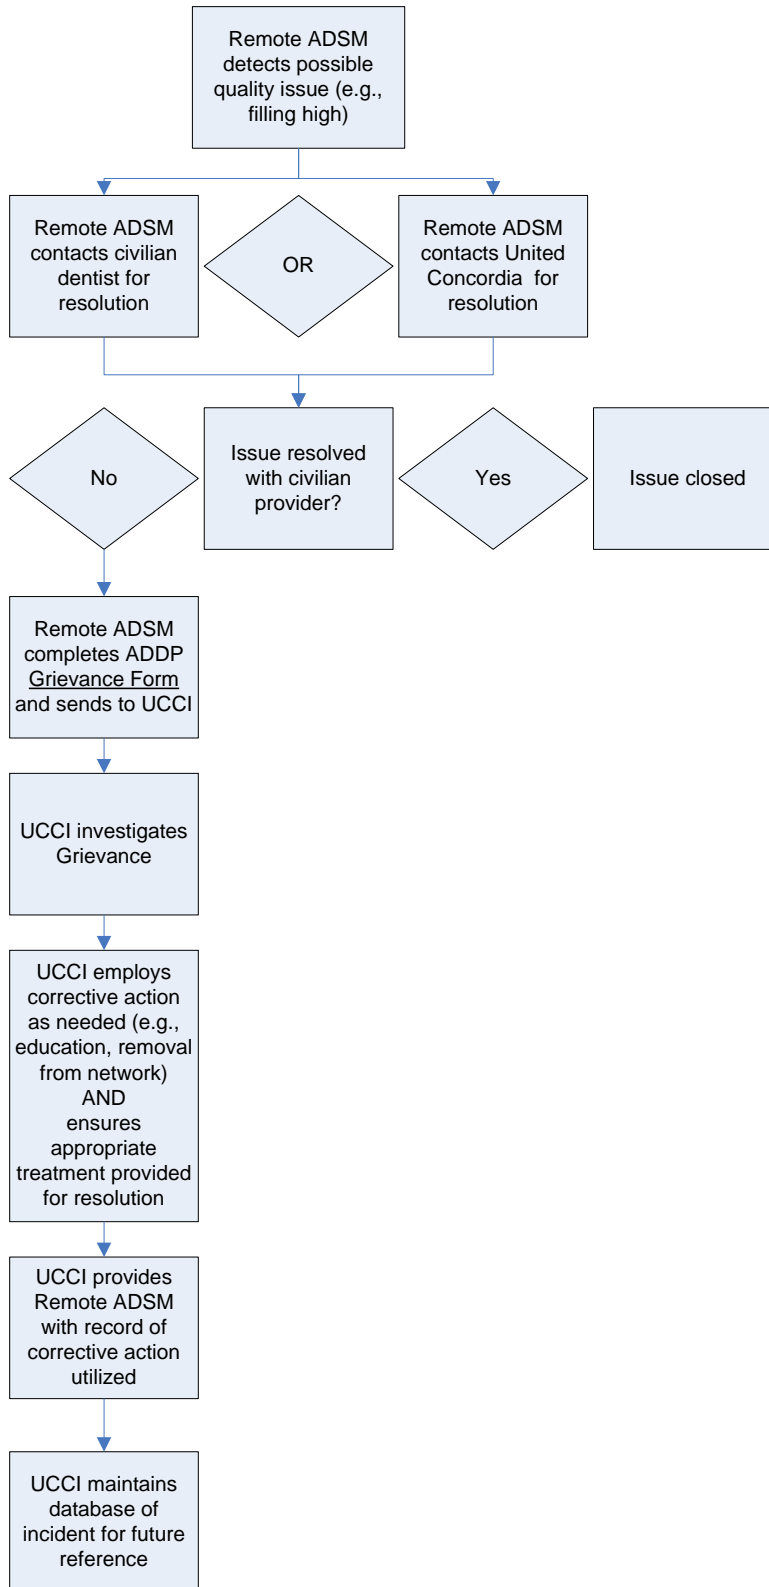 Remote ADSM
detects possible
quality issue (e.g.,
filling high)
Remote ADSM
contacts civilian
dentist for
resolution
OR
Remote ADSM
contacts United
Concordia for
resolution
No
Issue resolved
with civilian
provider?
Yes
Issue closed
Remote ADSM
completes ADDP
Grievance Form
and sends to UCCI
UCCI investigates
Grievance
UCCI employs
corrective action
as needed (e.g.,
education, removal
from network)
AND
ensures
appropriate
treatment provided
for resolution
UCCI provides
Remote ADSM
with record of
corrective action
utilized
UCCI maintains
database of
incident for future
reference